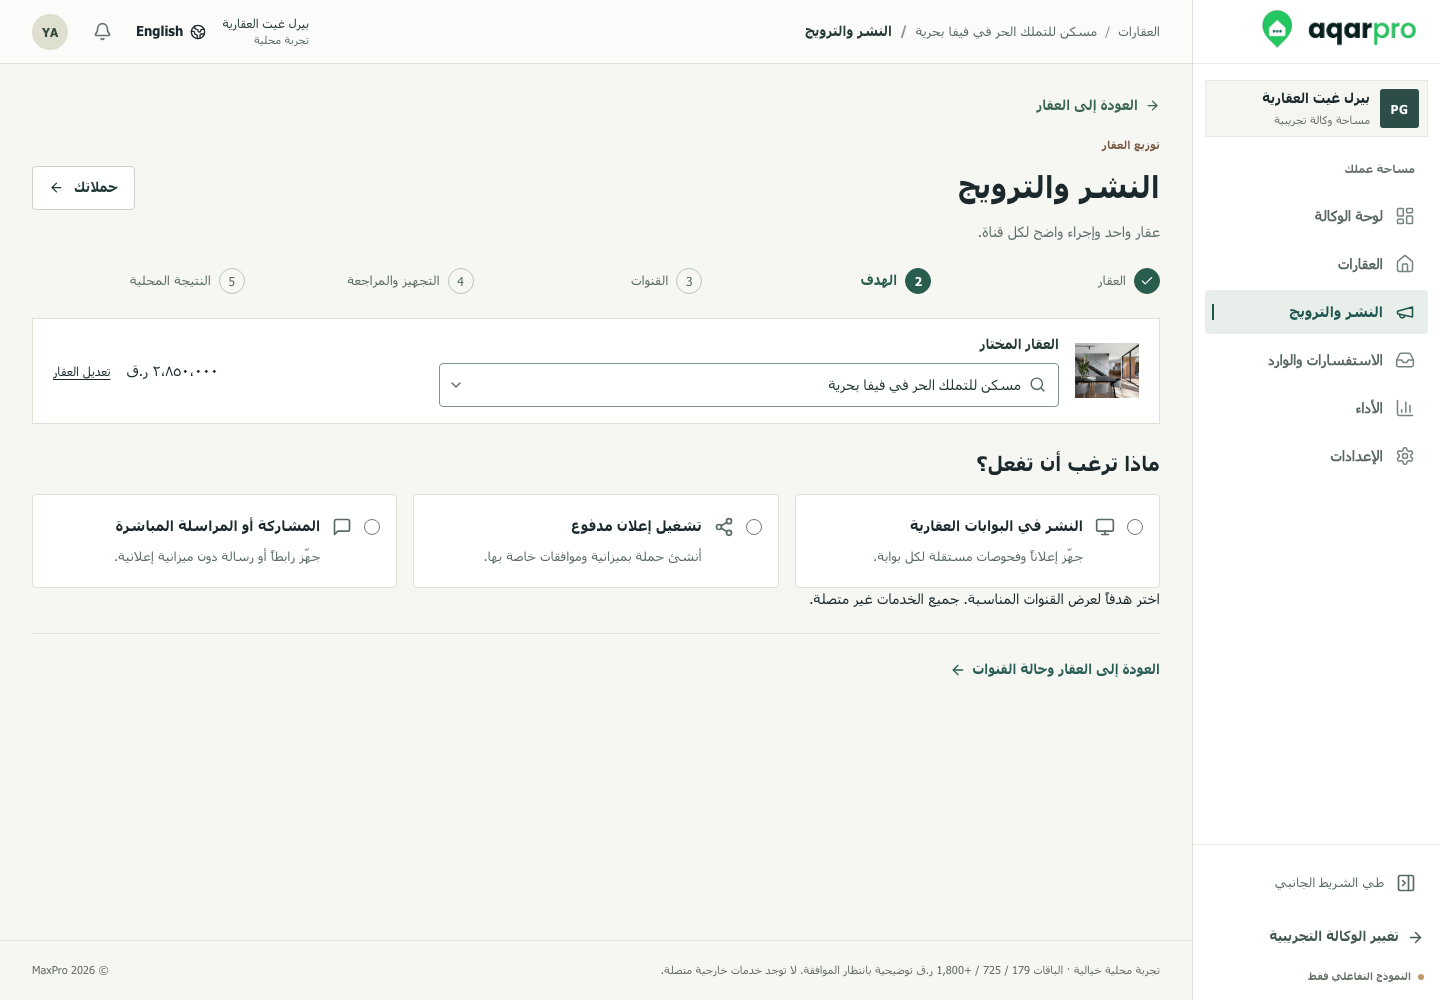 aqarpro
PG
بيرل غيت العقارية
مساحة وكالة تجريبية
مساحة عملك
لوحة الوكالة
العقارات
النشر والترويج
الاستفسارات والوارد
الأداء
الإعدادات
طي الشريط الجانبي
تغيير الوكالة التجريبية
النموذج التفاعلي فقط
العقارات / مسكن للتملك الحر في فيفا بحرية / النشر والترويج
بيرل غيت العقارية
تجربة محلية
English
YA
العودة إلى العقار
توزيع العقار
النشر والترويج
حملاتك
عقار واحد وإجراء واضح لكل قناة.
العقار
2 الهدف
3 القنوات
4 التجهيز والمراجعة
5 النتيجة المحلية
العقار المختار
مسكن للتملك الحر في فيفا بحرية
٢،٨٥٠،٠٠٠ ر.ق
تعديل العقار
ماذا ترغب أن تفعل؟
النشر في البوابات العقارية
جهّز إعلاناً وفحوصات مستقلة لكل بوابة.
تشغيل إعلان مدفوع
أنشئ حملة بميزانية وموافقات خاصة بها.
المشاركة أو المراسلة المباشرة
جهّز رابطاً أو رسالة دون ميزانية إعلانية.
اختر هدفاً لعرض القنوات المناسبة. جميع الخدمات غير متصلة.
العودة إلى العقار وحالة القنوات
تجربة محلية خيالية · الباقات 179 / 725 / +1,800 ر.ق توضيحية بانتظار الموافقة. لا توجد خدمات خارجية متصلة.
MaxPro 2026 ©